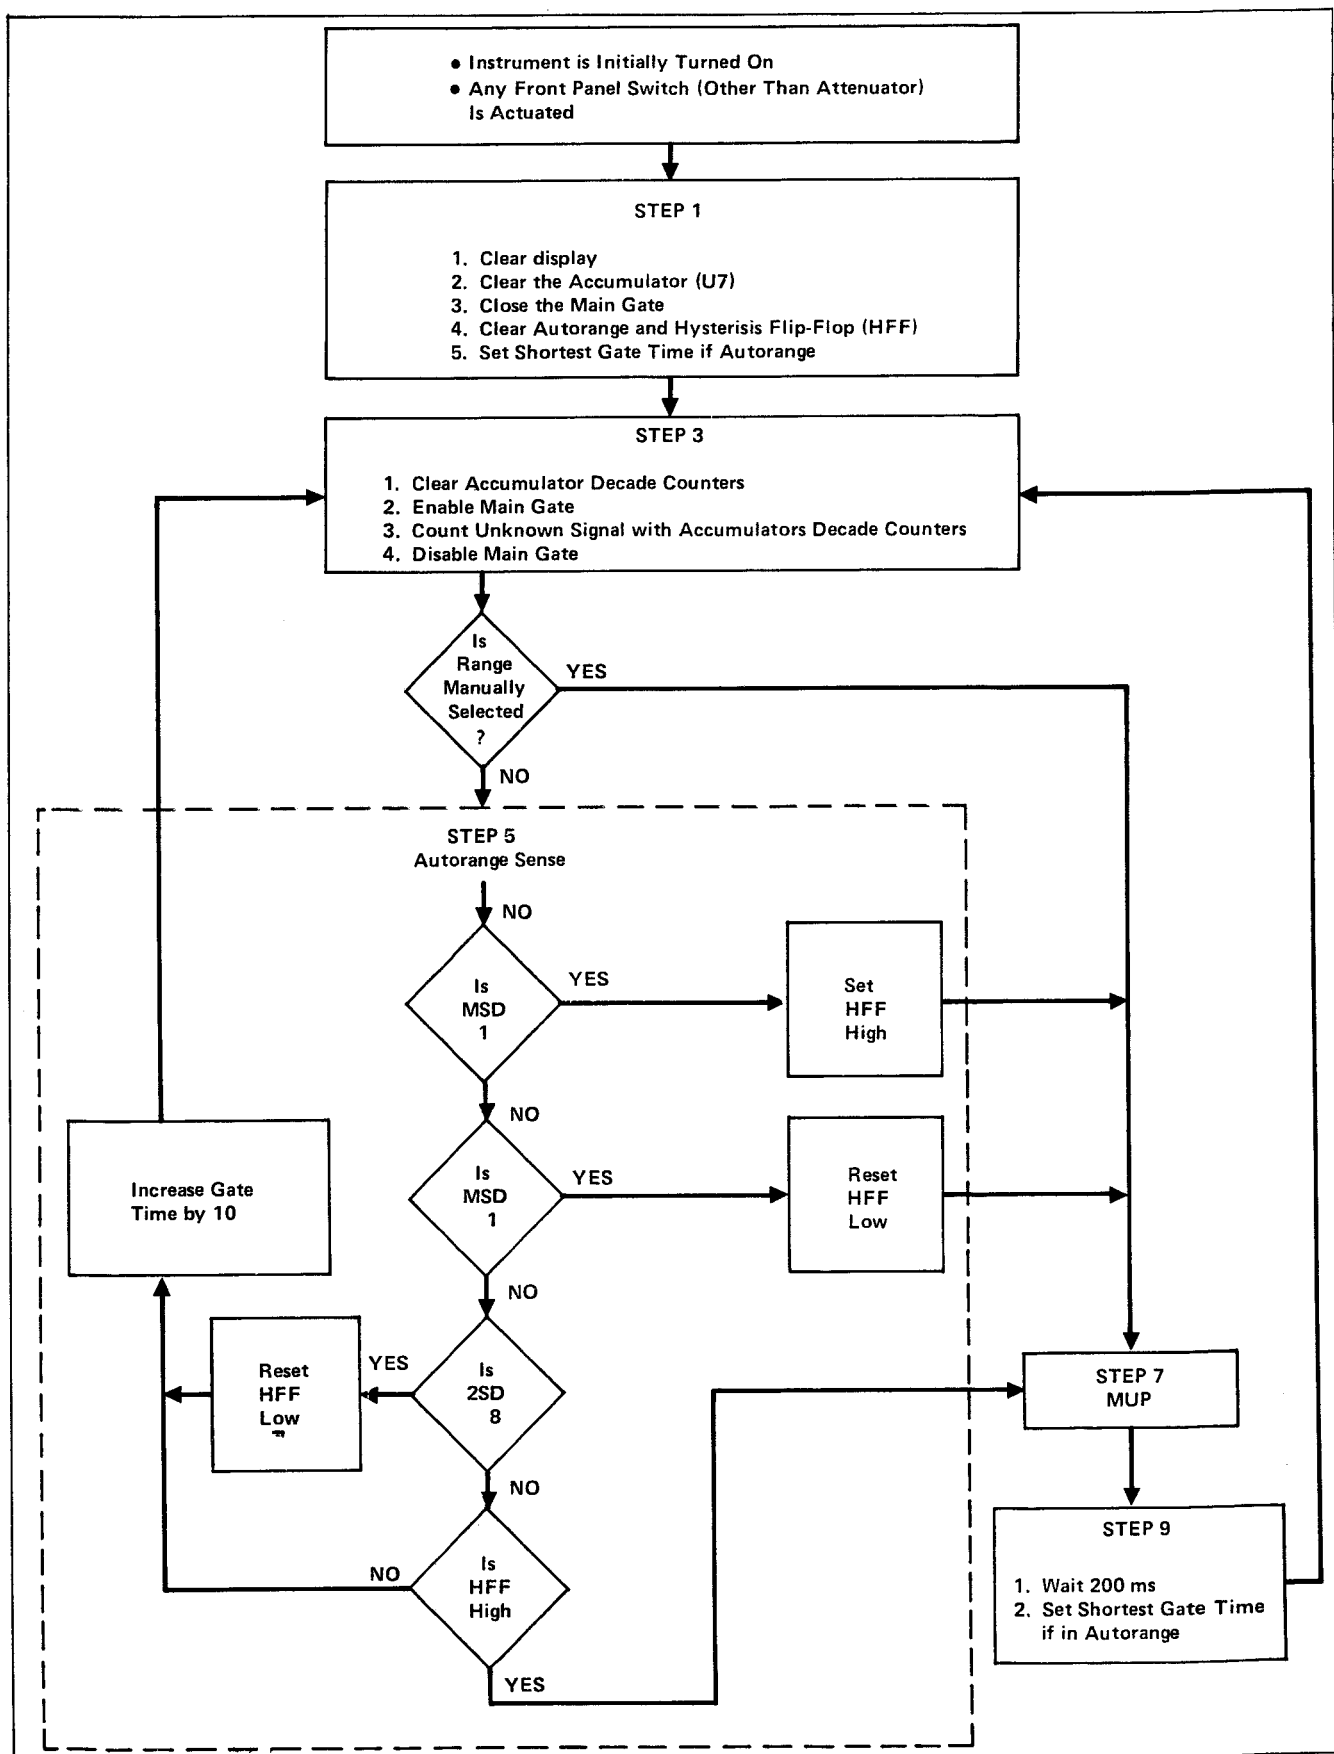 • Instrument is Initially Turned On
• Any Front Panel Switch (Other Than Attenuator)
Is Actuated
STEP 1
1. Clear display
2. Clear the Accumulator (U7)
3. Close the Main Gate
4. Clear Autorange and Hysterisis Flip-Flop (HFF)
5. Set Shortest Gate Time if Autorange
STEP 3
1. Clear Accumulator Decade Counters
2. Enable Main Gate
3. Count Unknown Signal with Accumulators Decade Counters
4. Disable Main Gate
Is
Range
Manually
Selected
?
YES
NO
STEP 5
Autorange Sense
NO
Is
MSD
1
YES
Set
HFF
High
NO
Is
MSD
1
YES
Reset
HFF
Low
Increase Gate
Time by 10
NO
Is
2SD
8
YES
Reset
HFF
Low
STEP 7
MUP
NO
Is
HFF
High
NO
YES
STEP 9
1. Wait 200 ms
2. Set Shortest Gate Time
if in Autorange